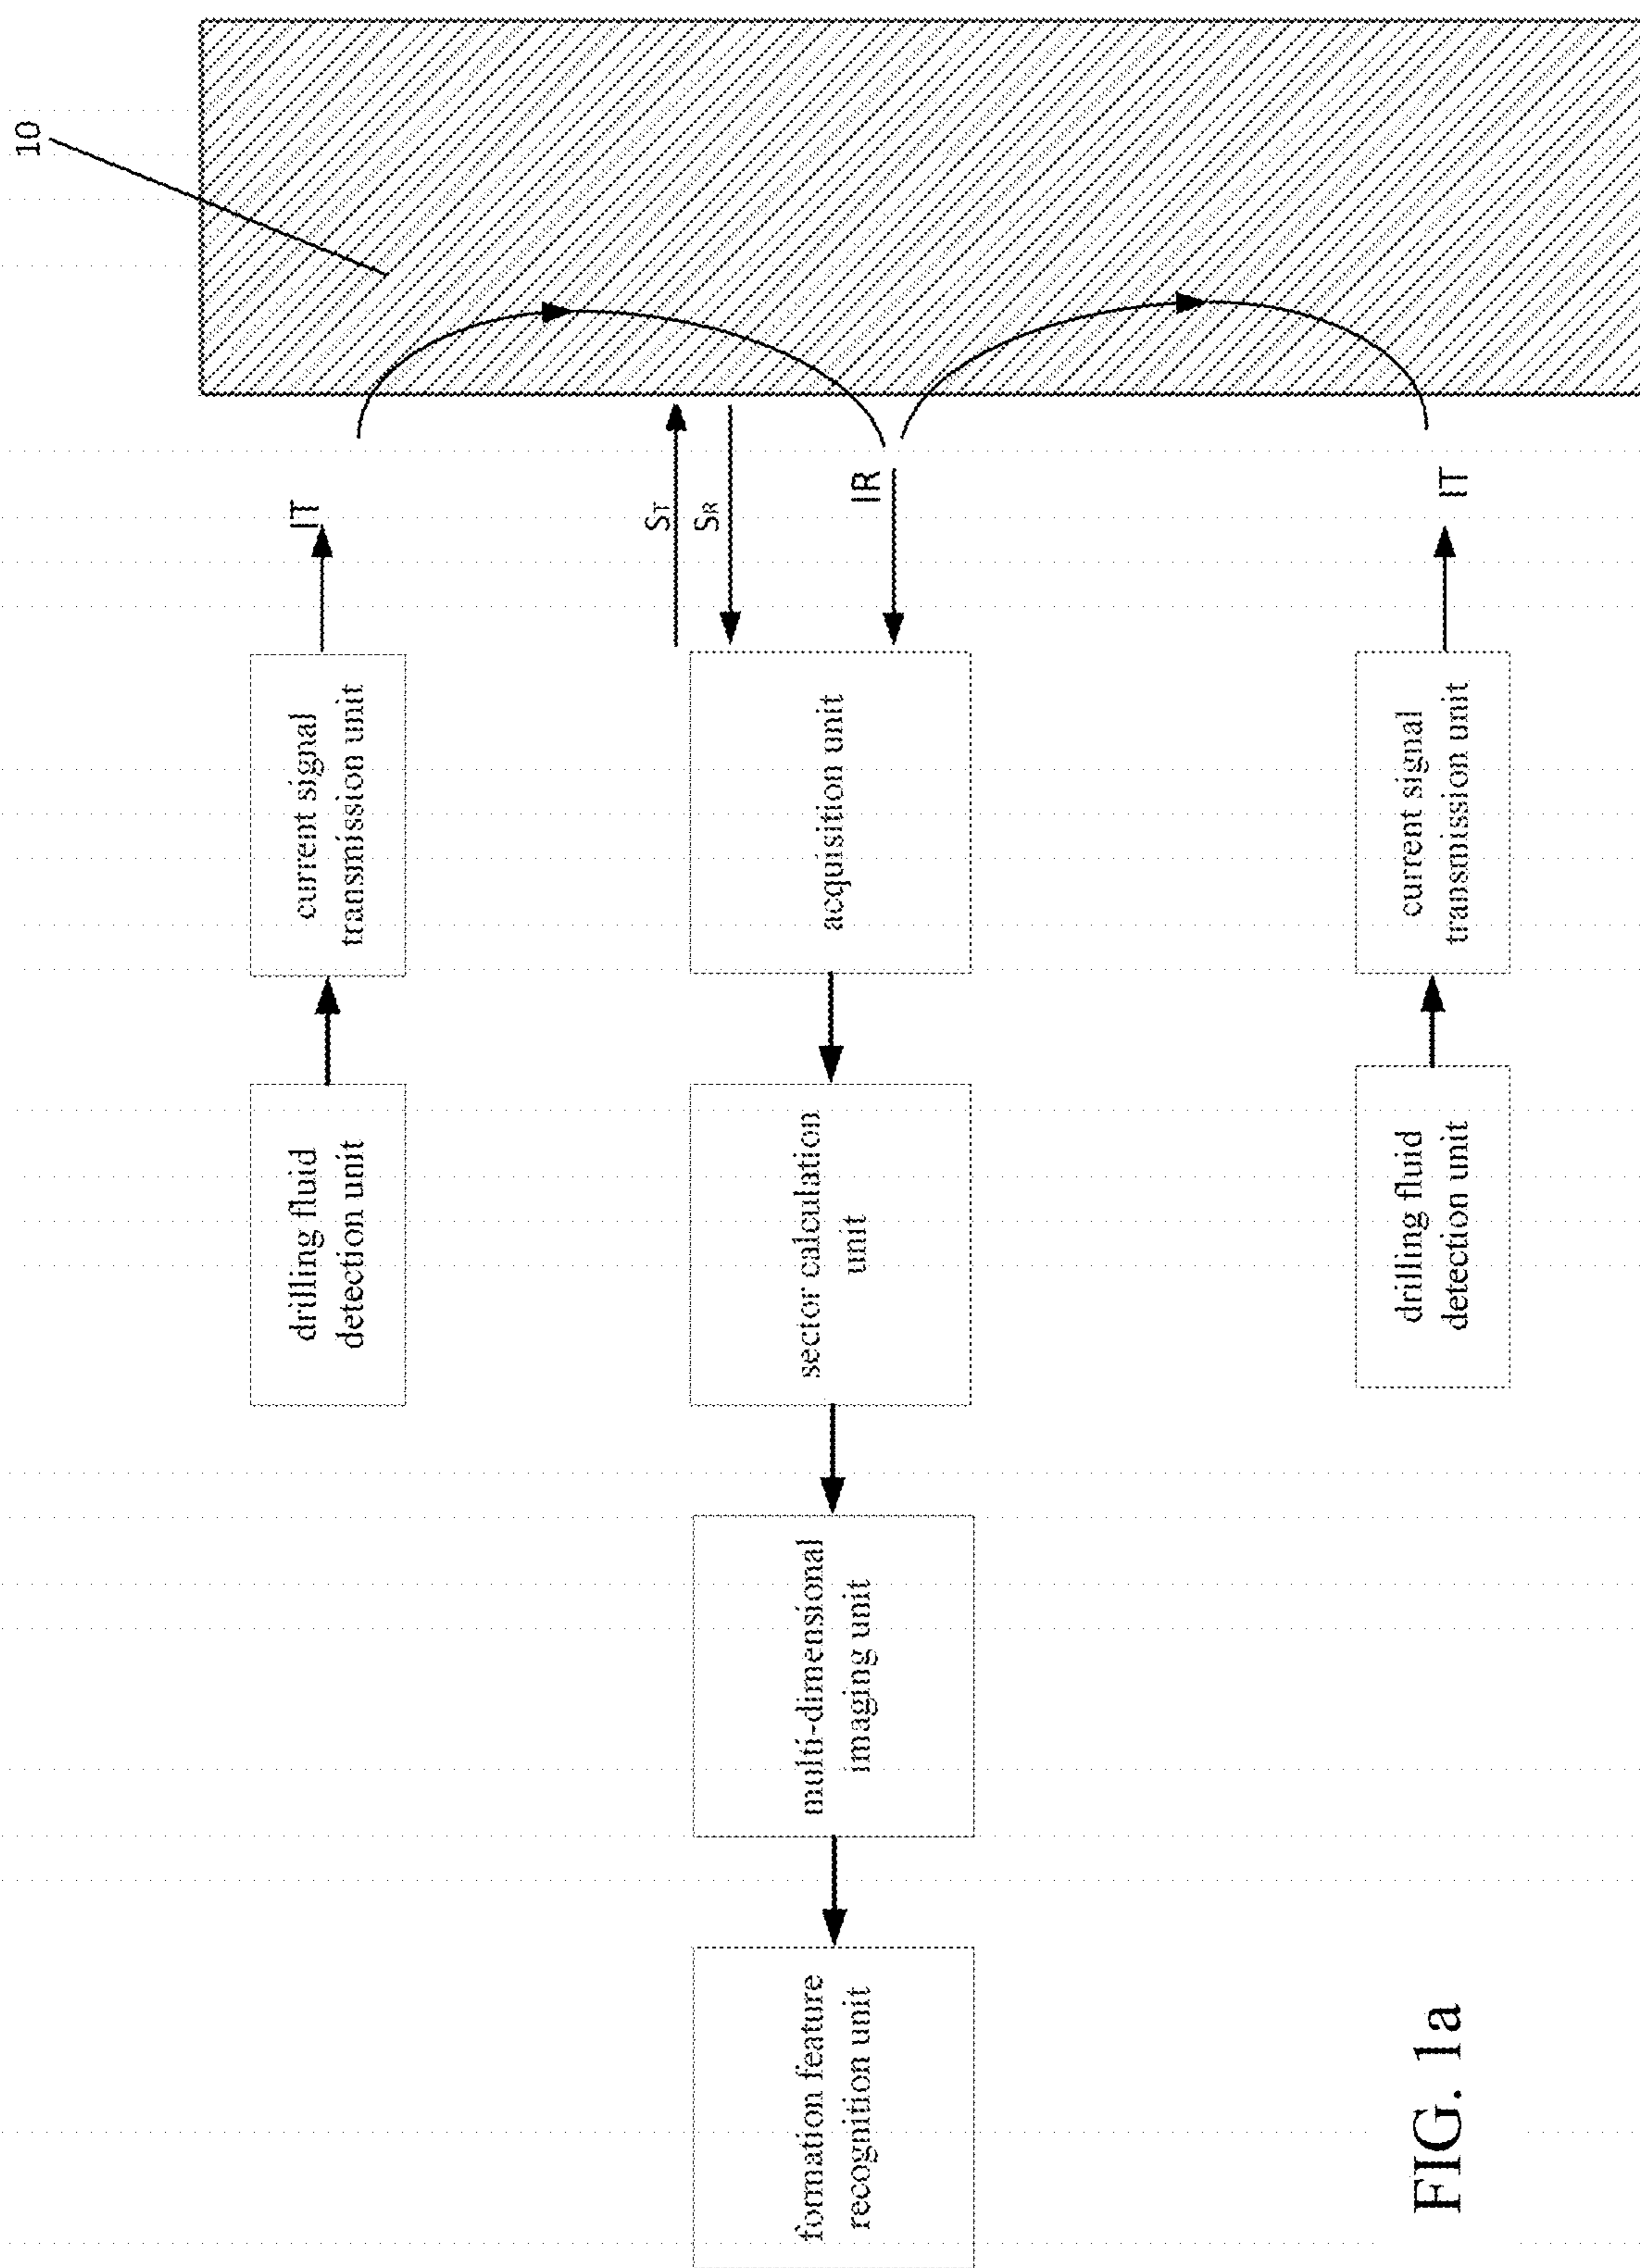 10
IT
ST
SR
IR
IT
current signal
transmission unit
acquisition unit
current signal
transmission unit
drilling fluid
detection unit
sector calculation
unit
drilling fluid
detection unit
multi-dimensional
imaging unit
formation feature
recognition unit
FIG. 1a